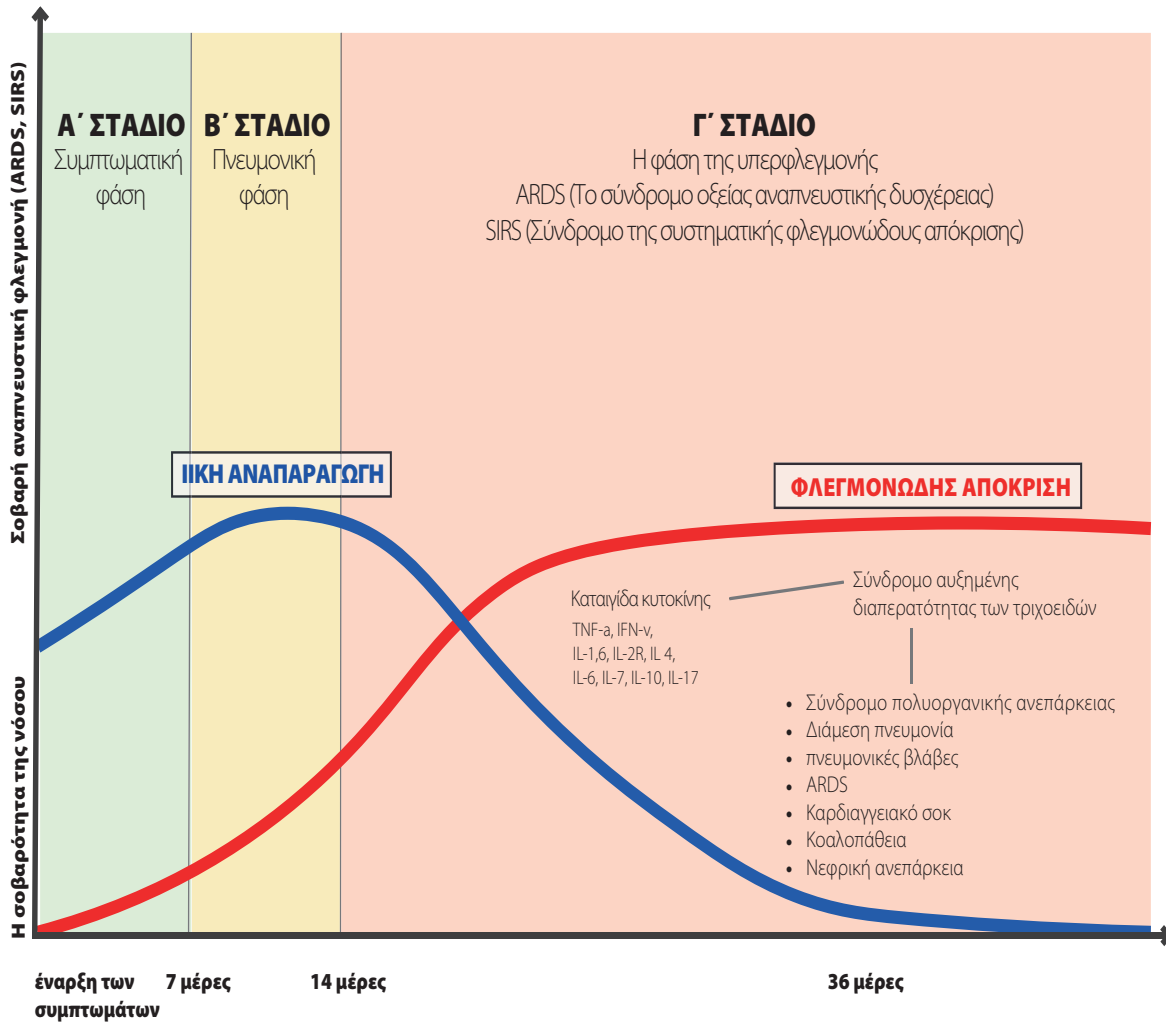 Σοβαρή αναπνευστική φλεγμονή (ARDS, SIRS)
Η σοβαρότητα της νόσου
Α΄ ΣΤΑΔΙΟ
Συμπτωματική
φάση
Β΄ ΣΤΑΔΙΟ
Πνευμονική
φάση
Γ΄ ΣΤΑΔΙΟ
Η φάση της υπερφλεγμονής
ARDS (Το σύνδρομο οξείας αναπνευστικής δυσχέρειας)
SIRS (Σύνδρομο της συστηματικής φλεγμονώδους απόκρισης)
ΙΙΚΗ ΑΝΑΠΑΡΑΓΩΓΗ
ΦΛΕΓΜΟΝΩΔΗΣ ΑΠΟΚΡΙΣΗ
Καταιγίδα κυτοκίνης
TNF-a, IFN-v,
IL-1,6, IL-2R, IL 4,
IL-6, IL-7, IL-10, IL-17
Σύνδρομο αυξημένης
διαπερατότητας των τριχοειδών
• Σύνδρομο πολυοργανικής ανεπάρκειας
• Διάμεση πνευμονία
• πνευμονικές βλάβες
• ARDS
• Καρδιαγγειακό σοκ
• Κοαλοπάθεια
• Νεφρική ανεπάρκεια
έναρξη των
συμπτωμάτων
7 μέρες
14 μέρες
36 μέρες